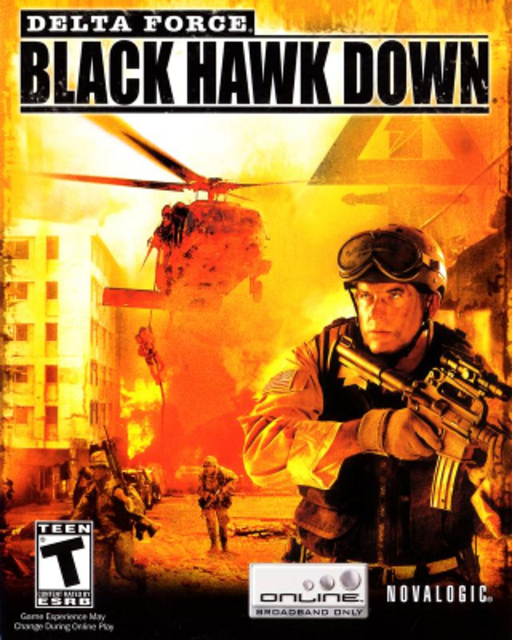 DELTA FORCE®
BLACK HAWK DOWN®
TEEN
T
CONTENT RATED BY
ESRB
Game Experience May
Change During Online Play
ONLINE
BROADBAND ONLY
NOVALOGIC®